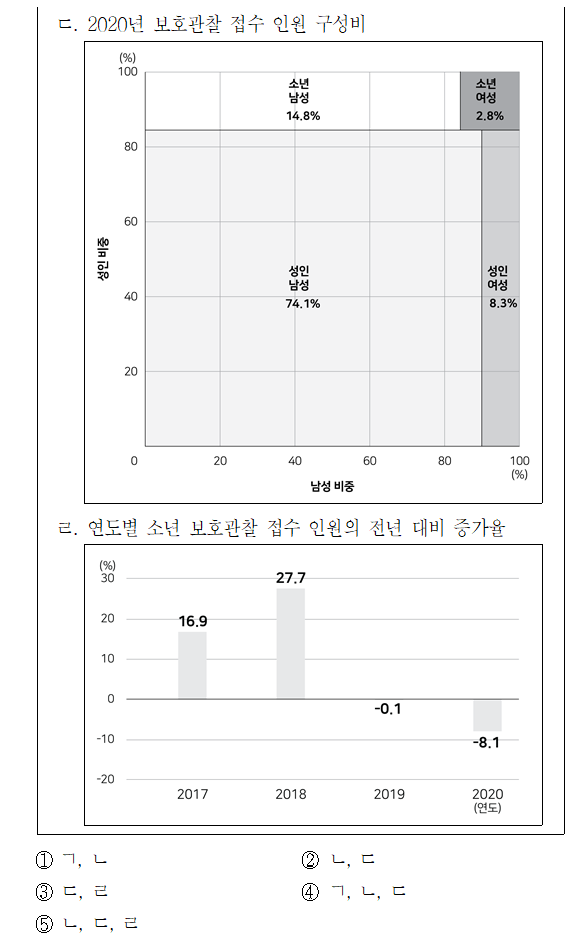 ㄷ. 2020년 보호관찰 접수 인원 구성비
(%)
100
소년
남성
14.8%
소년
여성
2.8%
80
60
성인 비중
성인
남성
74.1%
성인
여성
8.3%
40
20
0 20 40 60 80 100
(%)
남성 비중
ㄹ. 연도별 소년 보호관찰 접수 인원의 전년 대비 증가율
(%)
30
27.7
20
16.9
10
0
-0.1
-10
-8.1
-20
2017 2018 2019 2020
(연도)
① ㄱ, ㄴ ② ㄴ, ㄷ
③ ㄷ, ㄹ ④ ㄱ, ㄴ, ㄷ
⑤ ㄴ, ㄷ, ㄹ